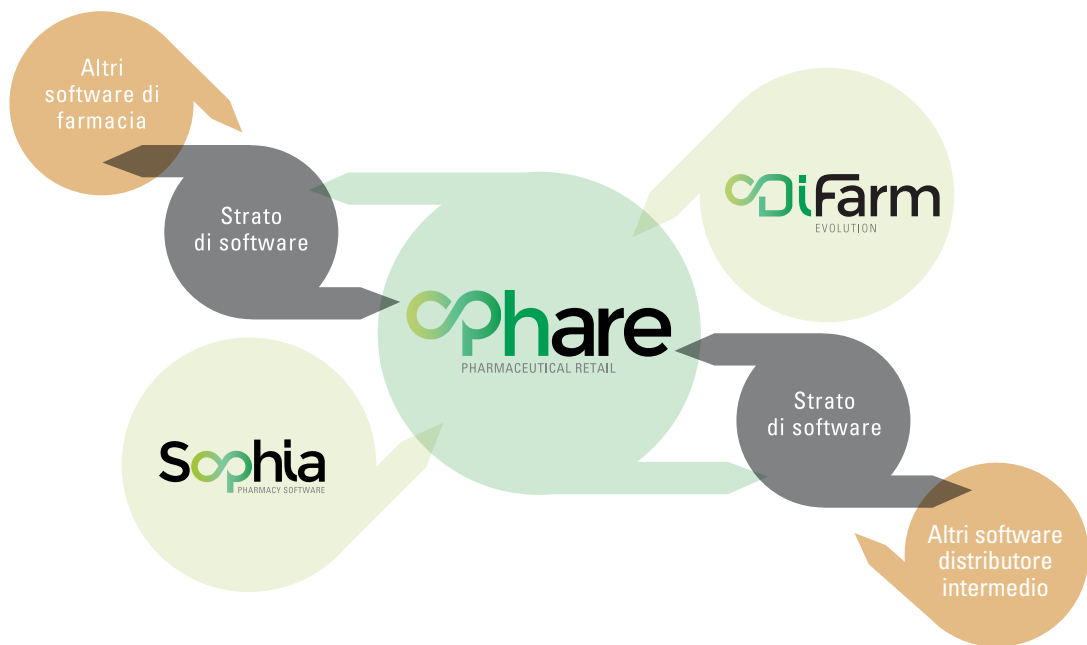 Altri
software di
farmacia
Strato
di software
DiFarm
EVOLUTION
Phare
PHARMACEUTICAL RETAIL
Sophia
PHARMACY SOFTWARE
Strato
di software
Altri software
distributore
intermedio